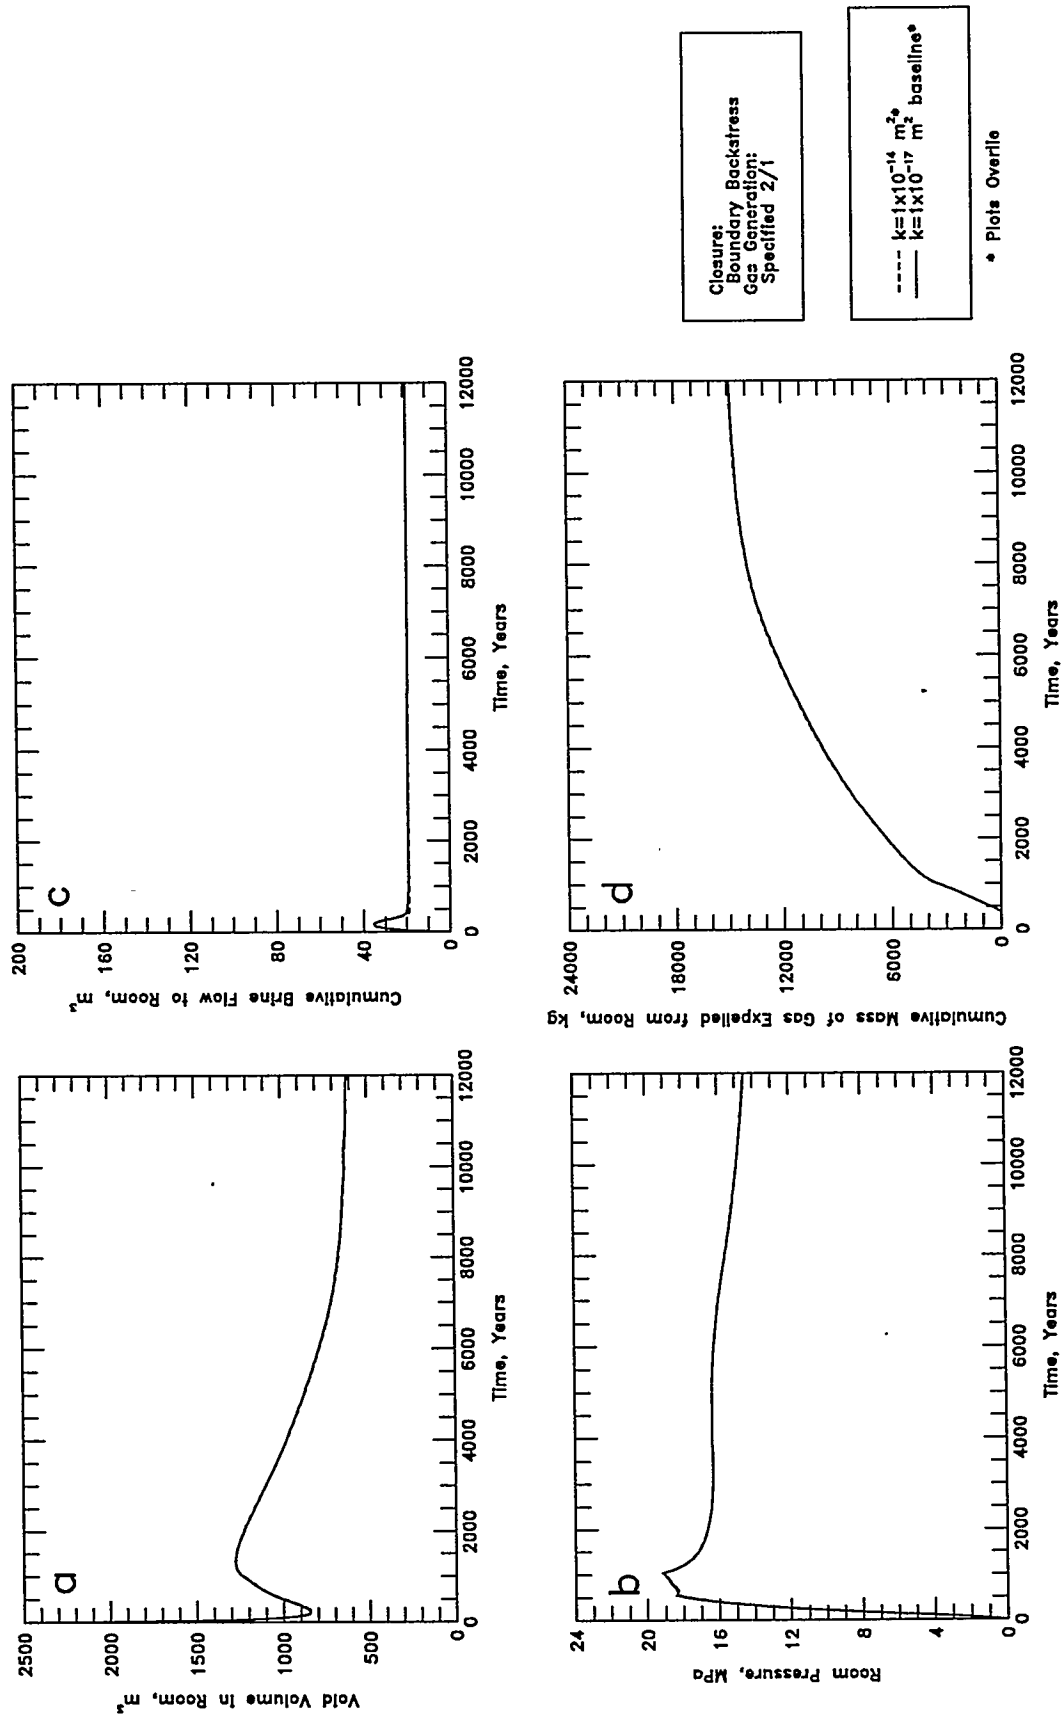 a
2500
2000
1500
1000
500
0
Void Volume in Room, m³
0 2000 4000 6000 8000 10000 12000
Time, Years
c
200
160
120
80
40
0
Cumulative Brine Flow to Room, m³
0 2000 4000 6000 8000 10000 12000
Time, Years
b
24
20
16
12
8
4
0
Room Pressure, MPa
0 2000 4000 6000 8000 10000 12000
Time, Years
d
24000
18000
12000
6000
0
Cumulative Mass of Gas Expelled from Room, kg
0 2000 4000 6000 8000 10000 12000
Time, Years
Closure:
Boundary Backstress
Gas Generation:
Specified 2/1
k=1x10⁻¹⁴ m²*
k=1x10⁻¹⁷ m² baseline*
* Plots Overlie